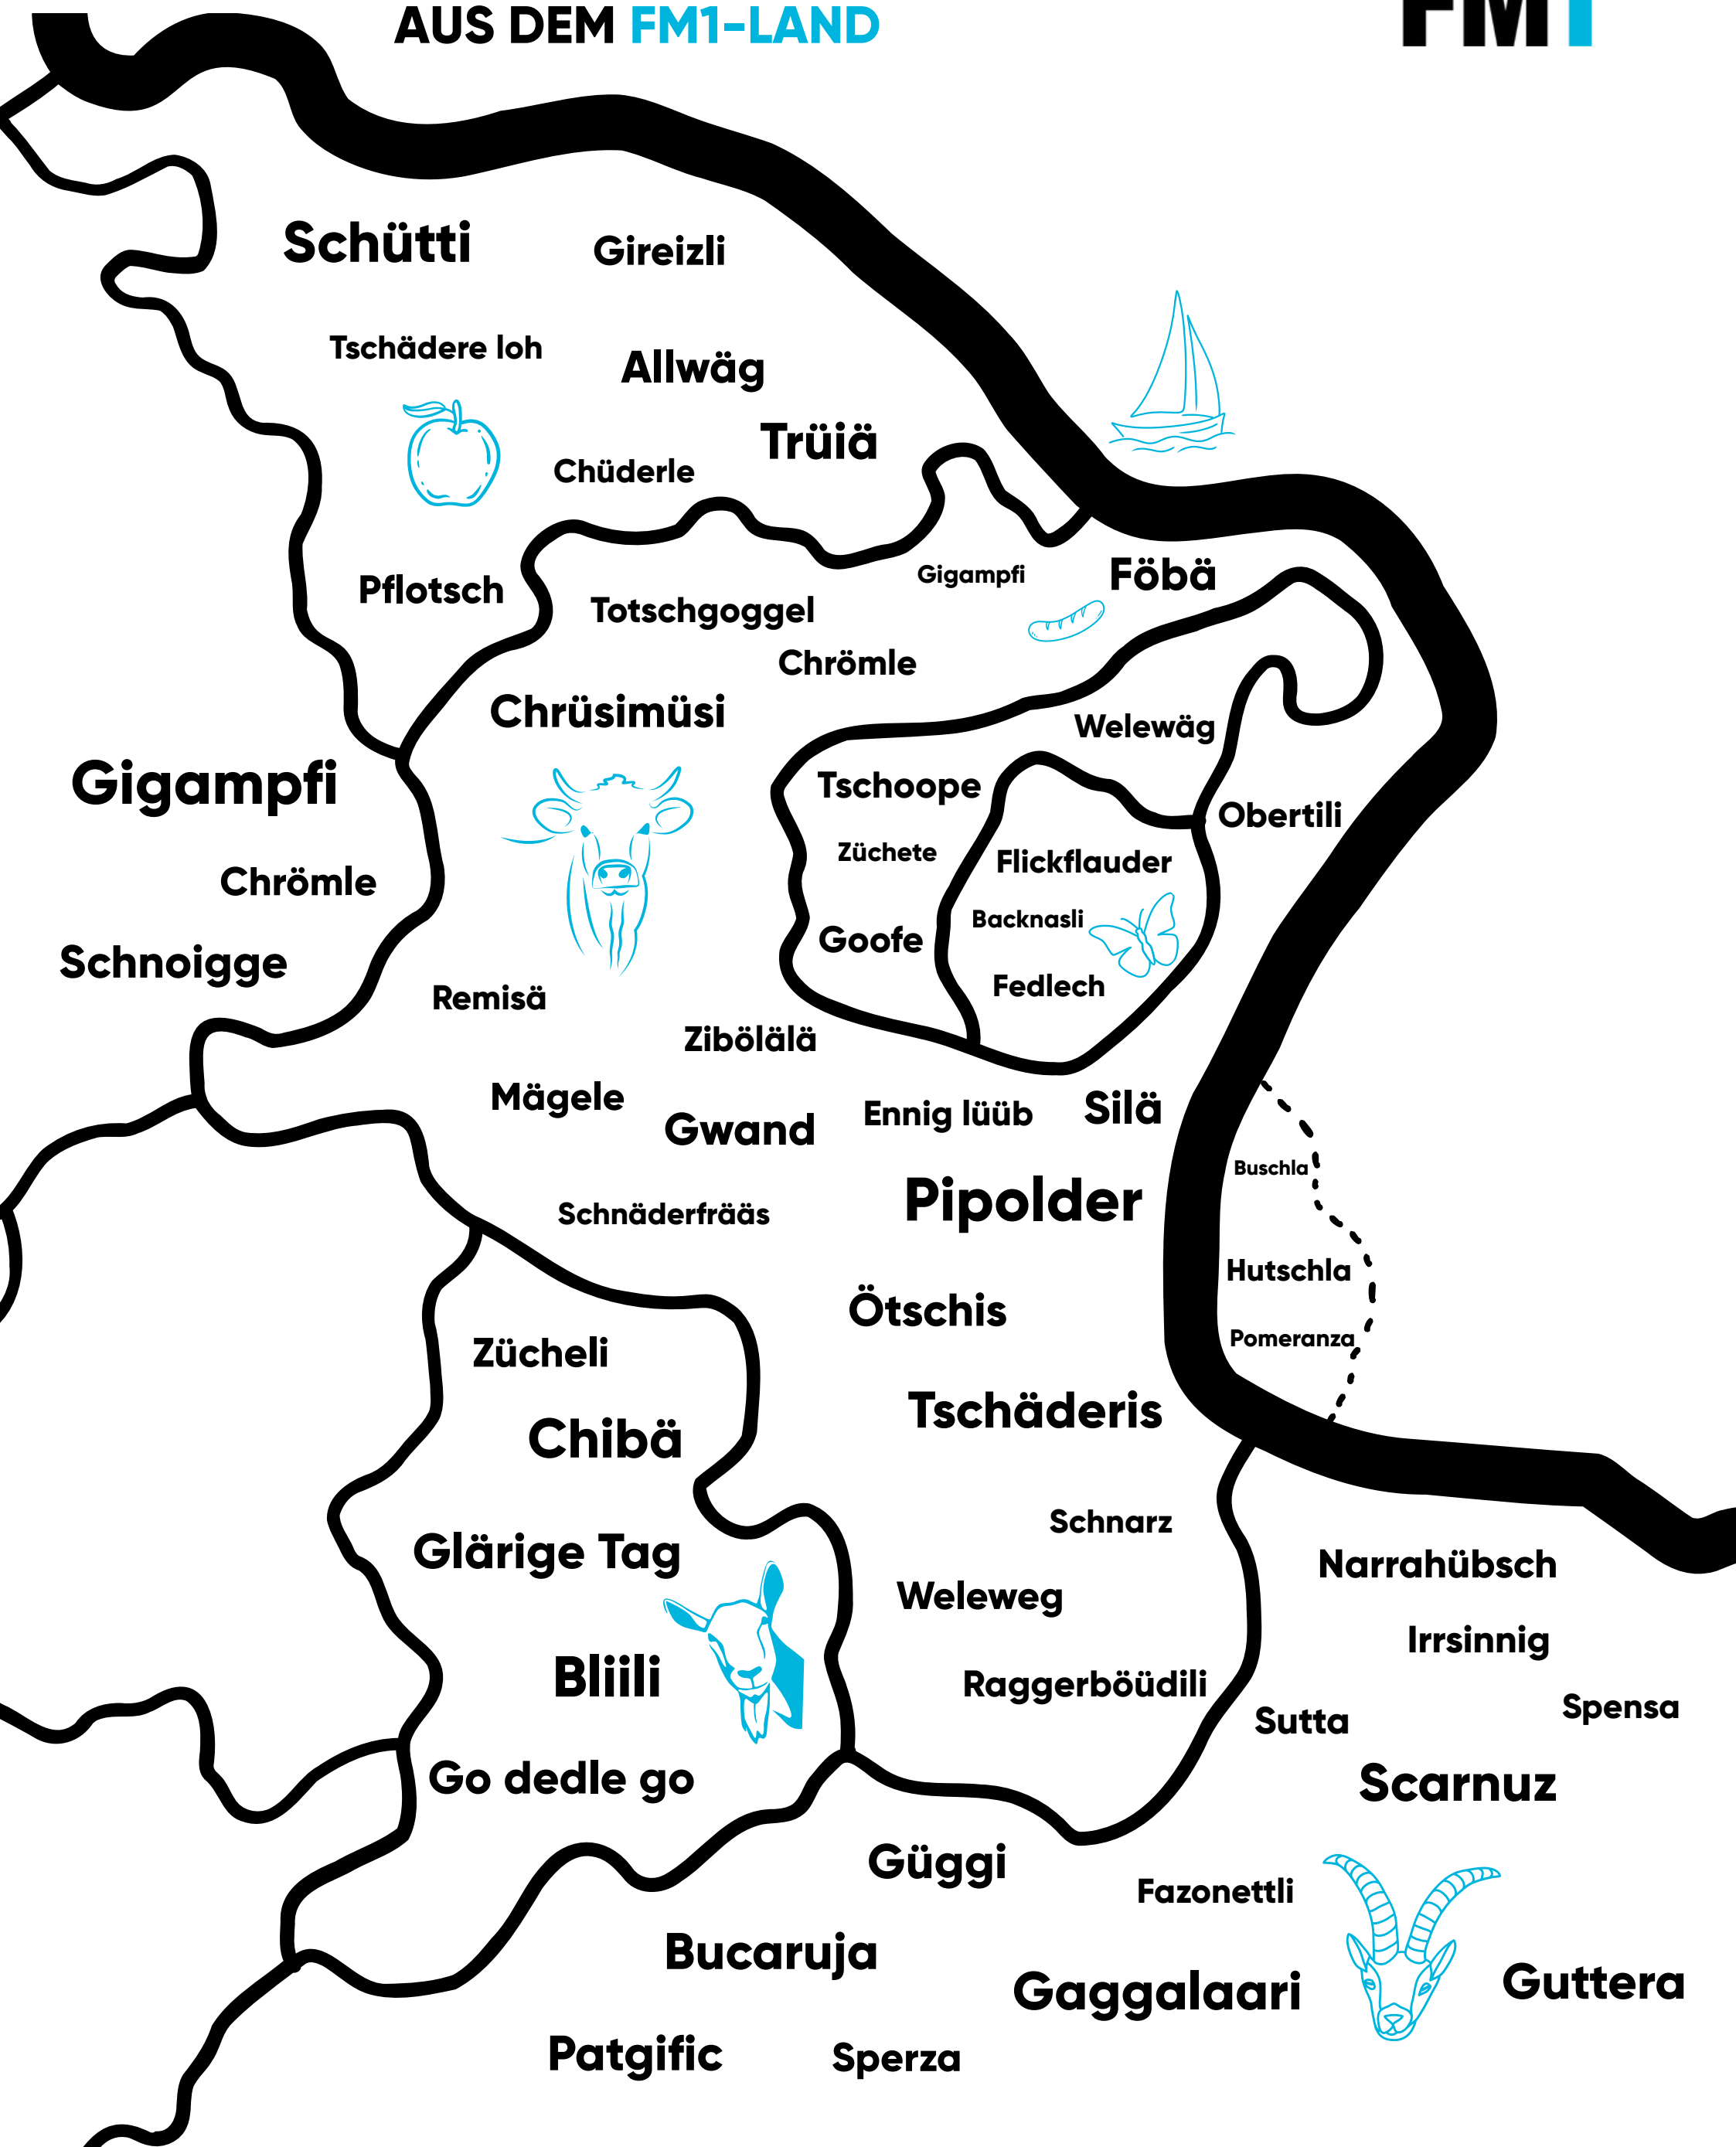 AUS DEM FM1-LAND
FM1
Schütti
Gireizli
Tschädere loh
Allwäg
Trüiä
Chüderle
Pflotsch
Totschgoggel
Gigampfi
Föbä
Chrömle
Chrüsimüsi
Welewäg
Gigampfi
Tschoope
Obertili
Züchete
Flickflauder
Chrömle
Backnasli
Goofe
Schnoigge
Fedlech
Remisä
Zibölälä
Mägele
Gwand
Ennig lüüb
Silä
Buschla
Pipolder
Schnäderfrääs
Hutschla
Ötschis
Pomeranza
Zücheli
Tschäderis
Chibä
Schnarz
Glärige Tag
Narrahübsch
Weleweg
Irrsinnig
Bliili
Raggerböüdili
Spensa
Sutta
Go dedle go
Scarnuz
Güggi
Fazonettli
Bucaruja
Gaggalaari
Guttera
Patgific
Sperza